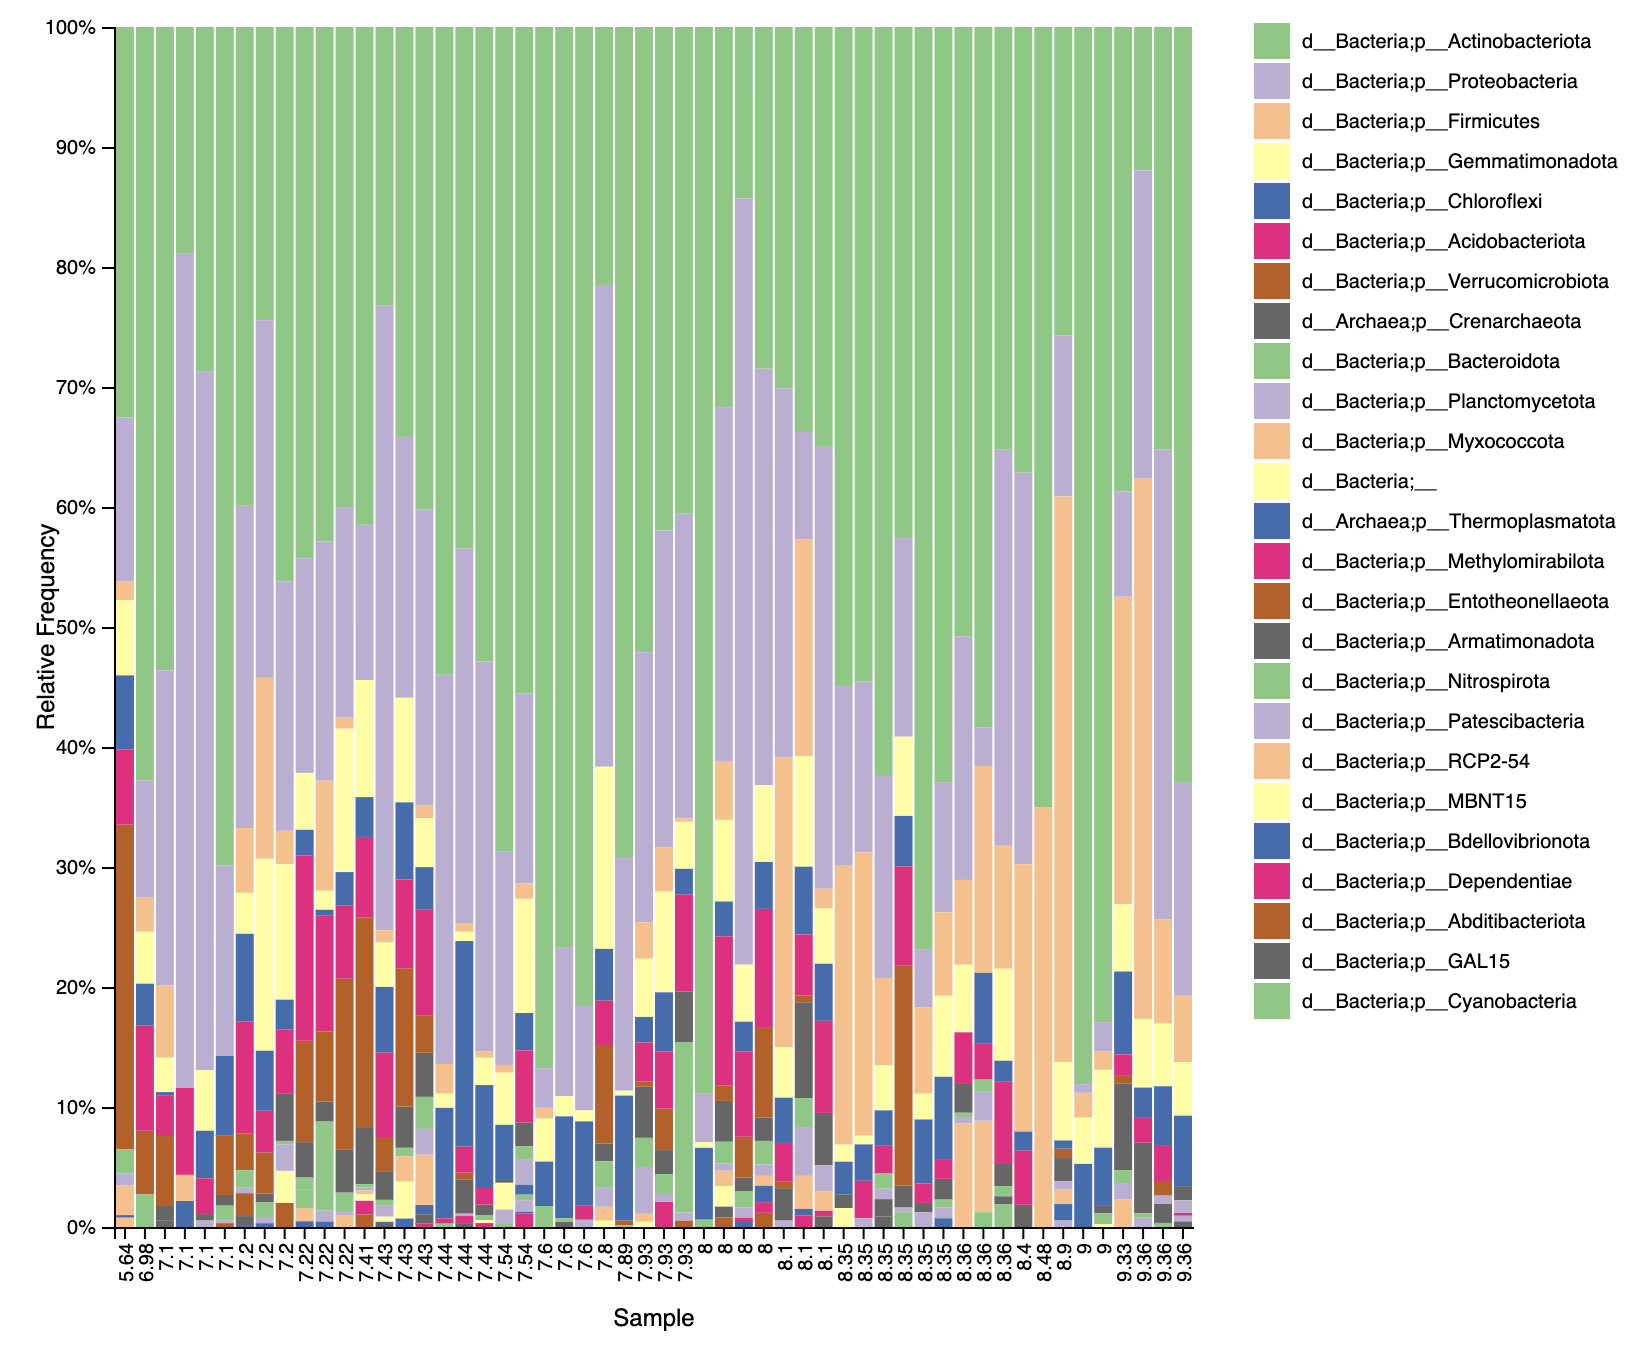 100%
90%
80%
70%
60%
50%
40%
30%
20%
10%
0%
Relative Frequency
5.64
6.98
7.1
7.1
7.1
7.1
7.2
7.2
7.2
7.22
7.22
7.22
7.41
7.43
7.43
7.43
7.44
7.44
7.44
7.54
7.54
7.6
7.6
7.6
7.8
7.89
7.93
7.93
7.93
8
8
8
8
8.1
8.1
8.1
8.35
8.35
8.35
8.35
8.35
8.35
8.36
8.36
8.36
8.4
8.48
8.9
9
9
9.33
9.36
9.36
9.36
Sample
d__Bacteria;p__Actinobacteriota
d__Bacteria;p__Proteobacteria
d__Bacteria;p__Firmicutes
d__Bacteria;p__Gemmatimonadota
d__Bacteria;p__Chloroflexi
d__Bacteria;p__Acidobacteriota
d__Bacteria;p__Verrucomicrobiota
d__Archaea;p__Crenarchaeota
d__Bacteria;p__Bacteroidota
d__Bacteria;p__Planctomycetota
d__Bacteria;p__Myxococcota
d__Bacteria;__
d__Archaea;p__Thermoplasmatota
d__Bacteria;p__Methylomirabilota
d__Bacteria;p__Entotheonellaeota
d__Bacteria;p__Armatimonadota
d__Bacteria;p__Nitrospirota
d__Bacteria;p__Patescibacteria
d__Bacteria;p__RCP2-54
d__Bacteria;p__MBNT15
d__Bacteria;p__Bdellovibrionota
d__Bacteria;p__Dependentiae
d__Bacteria;p__Abditibacteriota
d__Bacteria;p__GAL15
d__Bacteria;p__Cyanobacteria